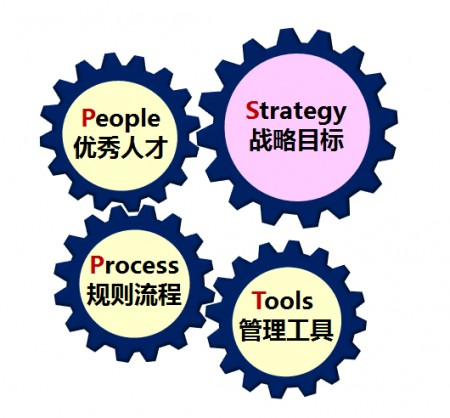 People
优秀人才
Strategy
战略目标
Process
规则流程
Tools
管理工具